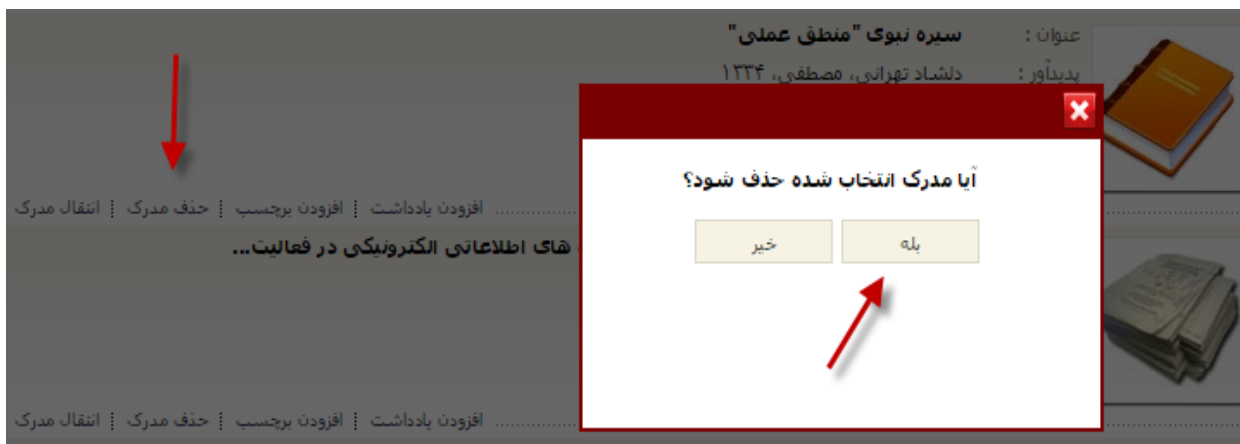 عنوان : سیره نبوی "منطق عملی"
پدیدآور : دلشاد تهرانی، مصطفی، ۱۳۳۴
آیا مدرک انتخاب شده حذف شود؟
بله خیر
افزودن یادداشت | افزودن برچسب | حذف مدرک | انتقال مدرک
های اطلاعاتی الکترونیکی در فعالیت...
افزودن یادداشت | افزودن برچسب | حذف مدرک | انتقال مدرک